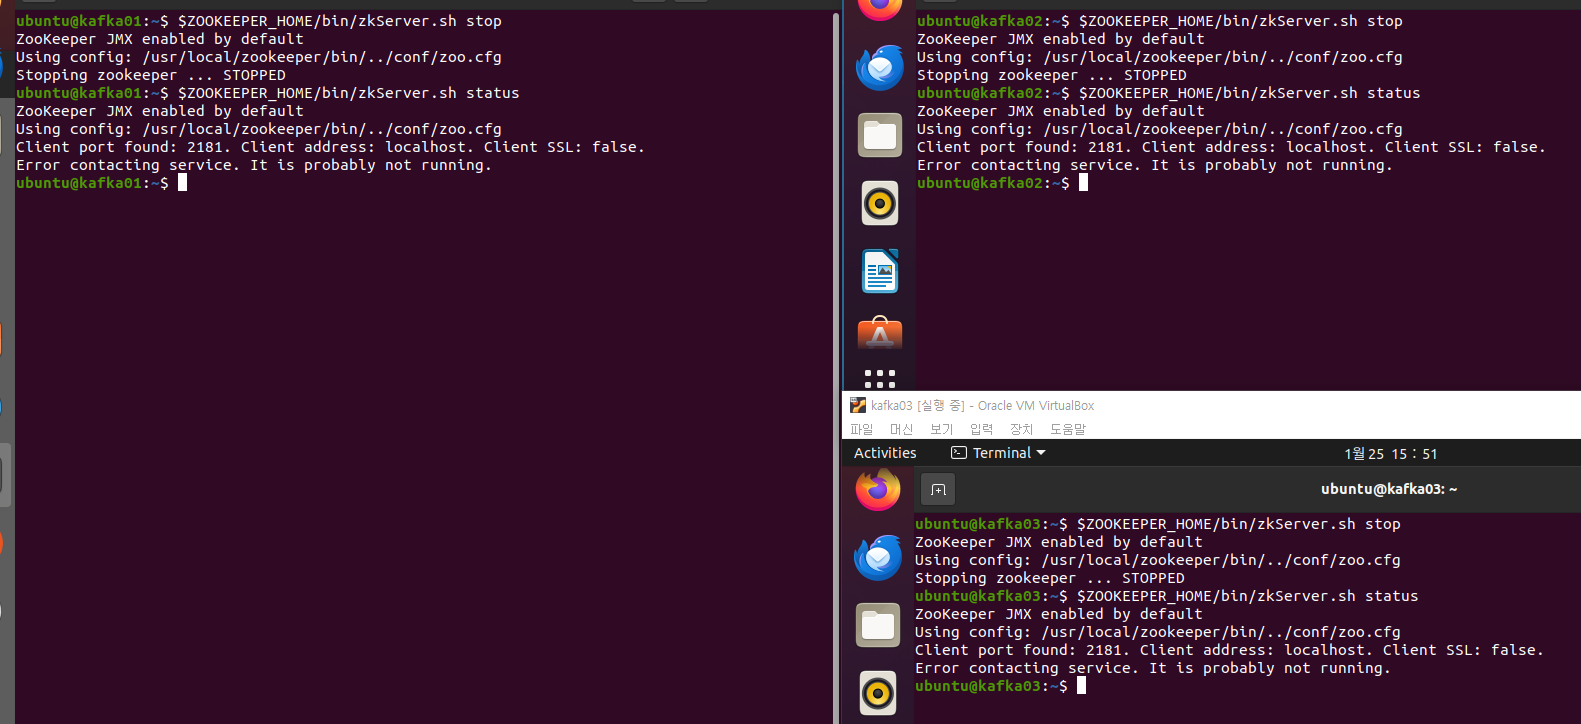 ubuntu@kafka01:~$ $ZOOKEEPER_HOME/bin/zkServer.sh stop
ZooKeeper JMX enabled by default
Using config: /usr/local/zookeeper/bin/../conf/zoo.cfg
Stopping zookeeper ... STOPPED
ubuntu@kafka01:~$ $ZOOKEEPER_HOME/bin/zkServer.sh status
ZooKeeper JMX enabled by default
Using config: /usr/local/zookeeper/bin/../conf/zoo.cfg
Client port found: 2181. Client address: localhost. Client SSL: false.
Error contacting service. It is probably not running.
ubuntu@kafka01:~$
ubuntu@kafka02:~$ $ZOOKEEPER_HOME/bin/zkServer.sh stop
ZooKeeper JMX enabled by default
Using config: /usr/local/zookeeper/bin/../conf/zoo.cfg
Stopping zookeeper ... STOPPED
ubuntu@kafka02:~$ $ZOOKEEPER_HOME/bin/zkServer.sh status
ZooKeeper JMX enabled by default
Using config: /usr/local/zookeeper/bin/../conf/zoo.cfg
Client port found: 2181. Client address: localhost. Client SSL: false.
Error contacting service. It is probably not running.
ubuntu@kafka02:~$
kafka03 [실행 중] - Oracle VM VirtualBox
파일 머신 보기 입력 장치 도움말
Activities Terminal 1월 25 15 : 51
ubuntu@kafka03: ~
ubuntu@kafka03:~$ $ZOOKEEPER_HOME/bin/zkServer.sh stop
ZooKeeper JMX enabled by default
Using config: /usr/local/zookeeper/bin/../conf/zoo.cfg
Stopping zookeeper ... STOPPED
ubuntu@kafka03:~$ $ZOOKEEPER_HOME/bin/zkServer.sh status
ZooKeeper JMX enabled by default
Using config: /usr/local/zookeeper/bin/../conf/zoo.cfg
Client port found: 2181. Client address: localhost. Client SSL: false.
Error contacting service. It is probably not running.
ubuntu@kafka03:~$